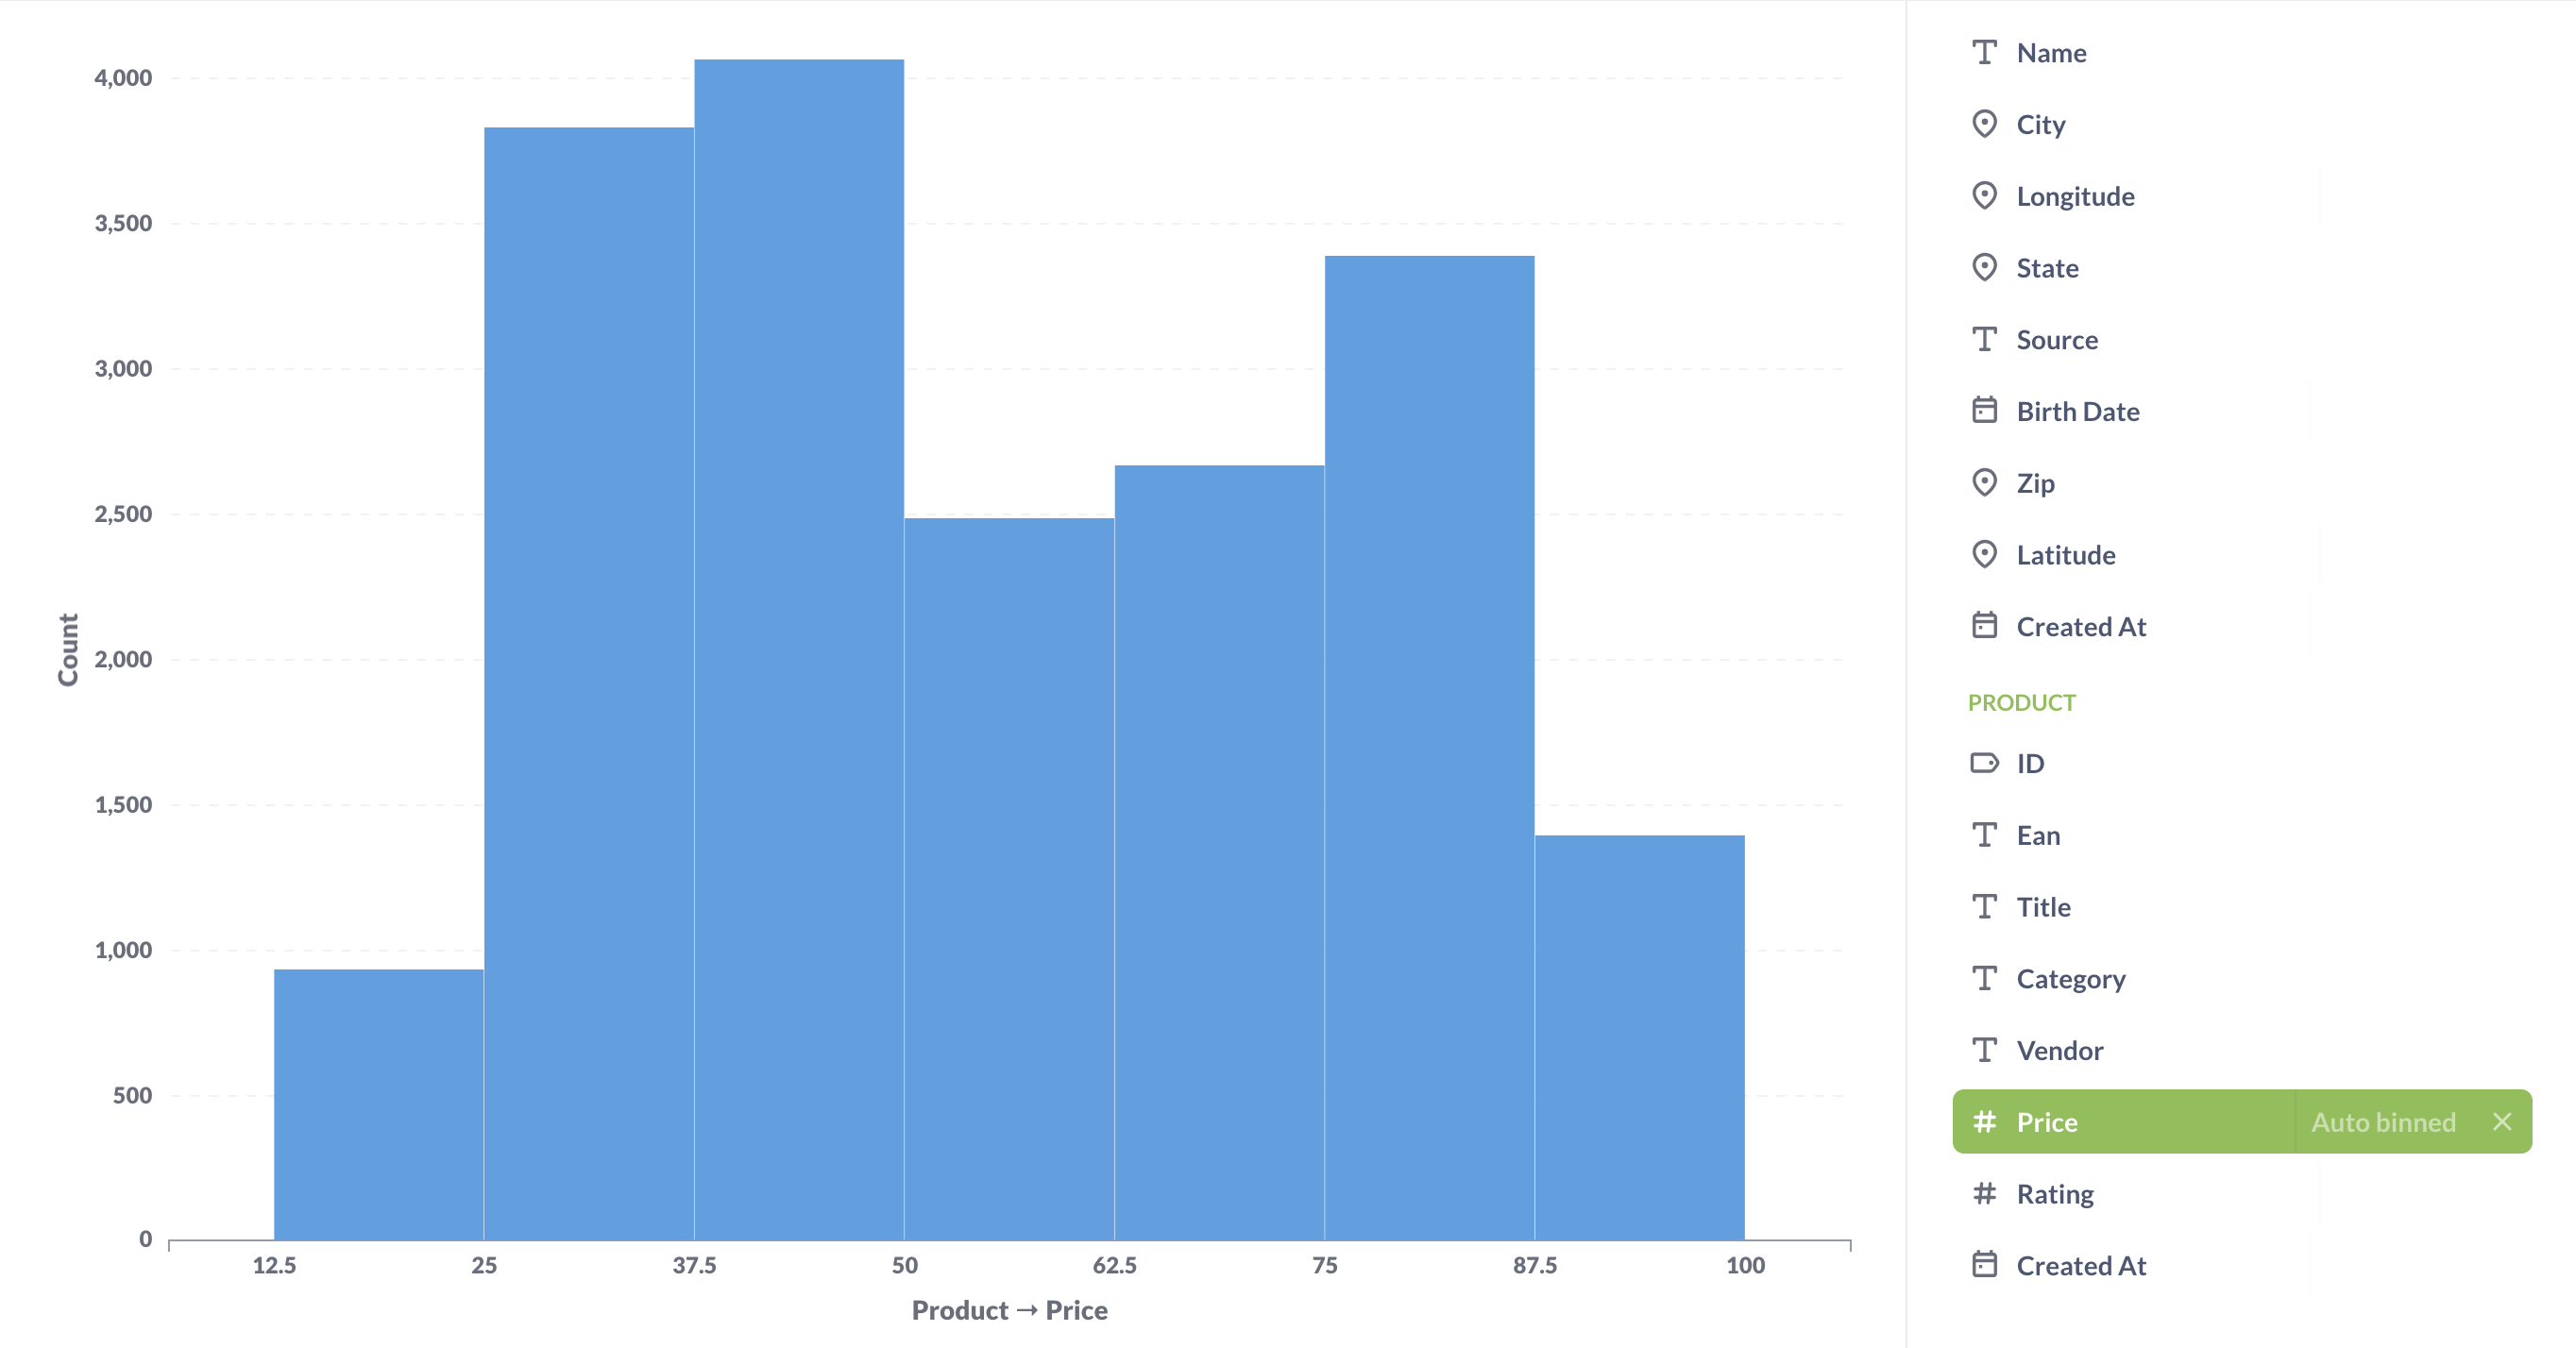 4,000
3,500
3,000
2,500
2,000
1,500
1,000
500
0
Count
12.5 25 37.5 50 62.5 75 87.5 100
Product → Price
Name
City
Longitude
State
Source
Birth Date
Zip
Latitude
Created At
PRODUCT
ID
Ean
Title
Category
Vendor
# Price Auto binned ×
# Rating
Created At